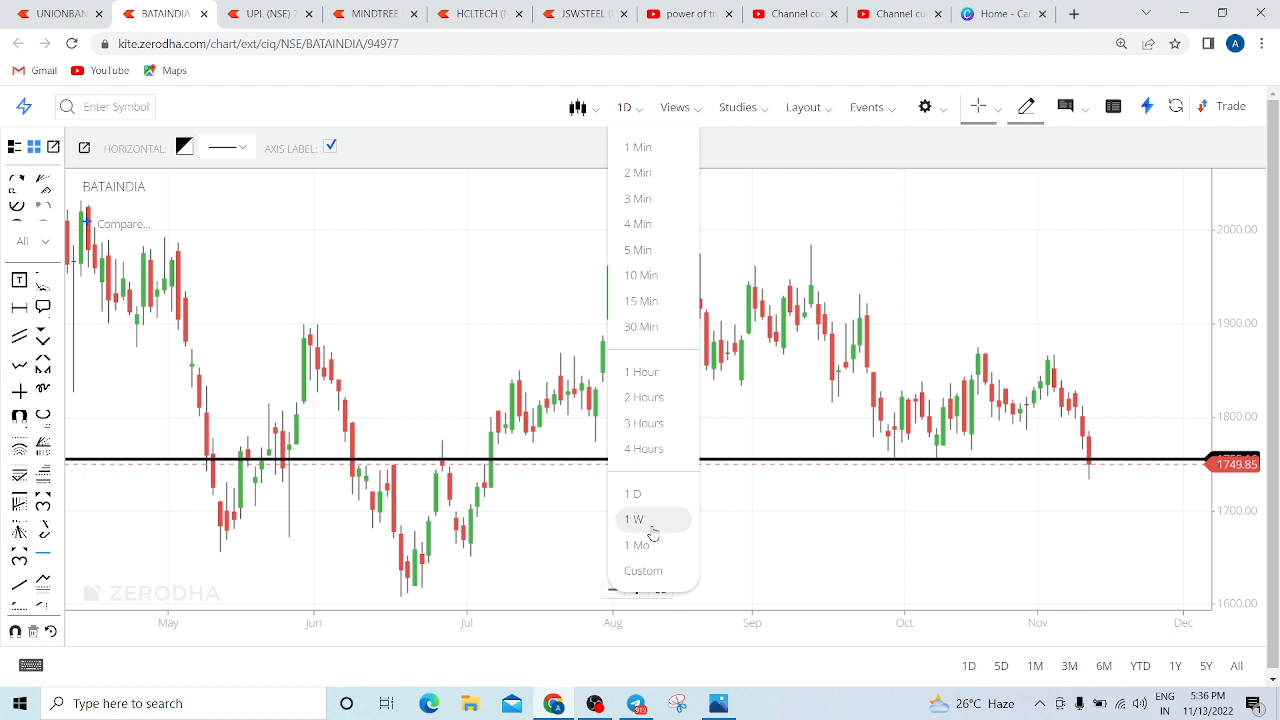 BATAIND
BATAINDIA
UPL (NSE) ?
MINDTREE
HCLTECH (
JSWSTEEL (
power of tr
Channel co
Channel cu
Home - Ca
kite.zerodha.com/chart/ext/ciq/NSE/BATAINDIA/94977
A
Gmail YouTube Maps
Enter Symbol 1D Views Studies Layout Events Trade
HORIZONTAL: AXIS LABEL:
BATAINDIA
Compare...
All
T
1 Min
2 Min
3 Min
4 Min
5 Min
10 Min
15 Min
30 Min
1 Hour
2 Hours
3 Hours
4 Hours
1 D
1 W
1 Mo
Custom
2000.00
1900.00
1800.00
1749.85
1700.00
1600.00
ZERODHA
May Jun Jul Aug Sep Oct Nov Dec
1D 5D 1M 3M 6M YTD 1Y 5Y All
Type here to search
919
26°C Haze
ENG
IN
5:36 PM
11/13/2022